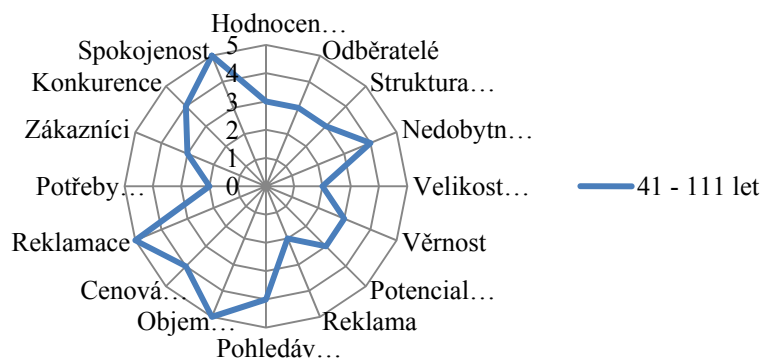 Hodnocen…
Odběratelé
Struktura…
Nedobytn…
Velikost…
Věrnost
Potencial…
Reklama
Pohledáv…
Objem…
Cenová…
Reklamace
Potřeby…
Zákazníci
Konkurence
Spokojenost
5
4
3
2
1
0
41 - 111 let